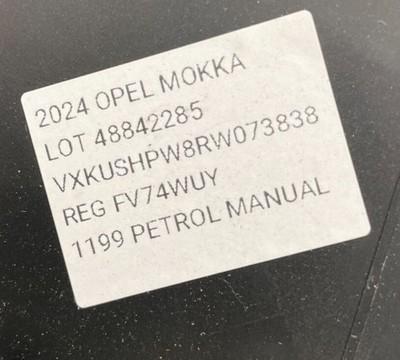 2024 OPEL MOKKA
LOT 48842285
VXKUSHPW8RW073838
REG FV74WUY
1199 PETROL MANUAL